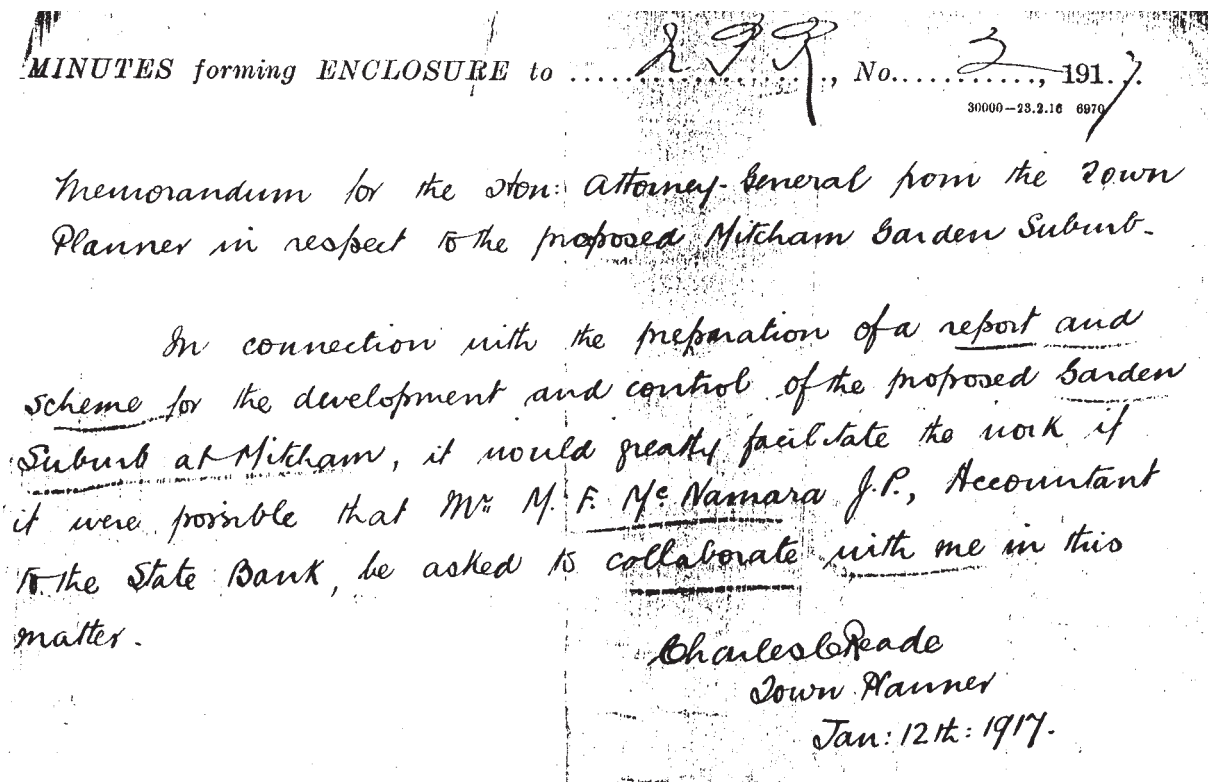 MINUTES forming ENCLOSURE to ........................, No. 2, 1917
30000—23.2.16 6970
Memorandum for the Hon: Attorney-General from the Town
Planner in respect to the proposed Mitcham Garden Suburb.
In connection with the preparation of a report and
scheme for the development and control of the proposed Garden
Suburb at Mitcham, it would greatly facilitate the work if
it were possible that Mr. M. F. McNamara J.P., Accountant
to the State Bank, be asked to collaborate with me in this
matter.
Charles C Reade
Town Planner
Jan: 12th: 1917.